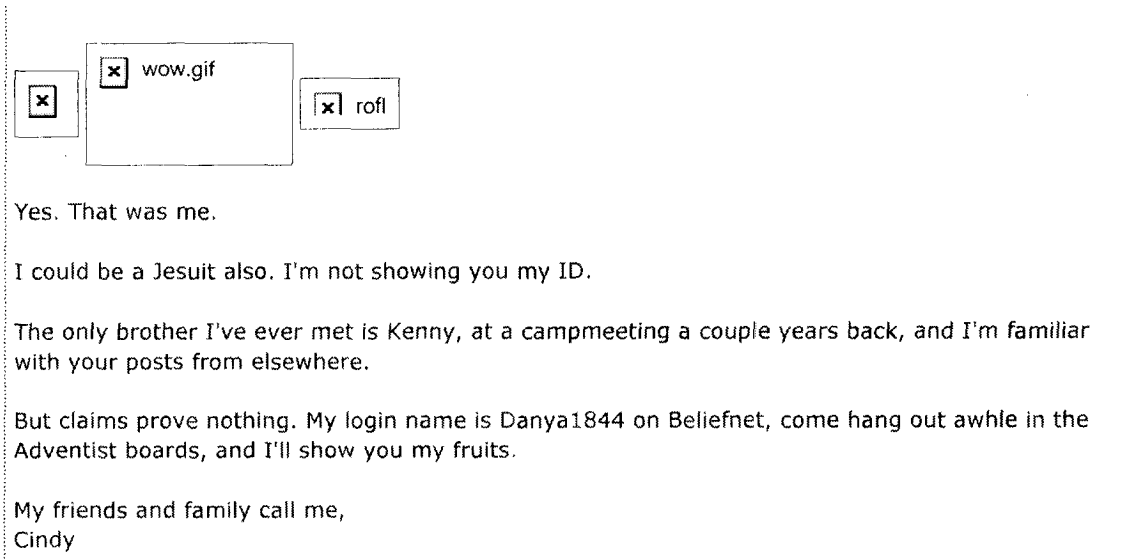 wow.gif
rofl
Yes. That was me.
I could be a Jesuit also. I'm not showing you my ID.
The only brother I've ever met is Kenny, at a campmeeting a couple years back, and I'm familiar
with your posts from elsewhere.
But claims prove nothing. My login name is Danya1844 on Beliefnet, come hang out awhle in the
Adventist boards, and I'll show you my fruits.
My friends and family call me,
Cindy